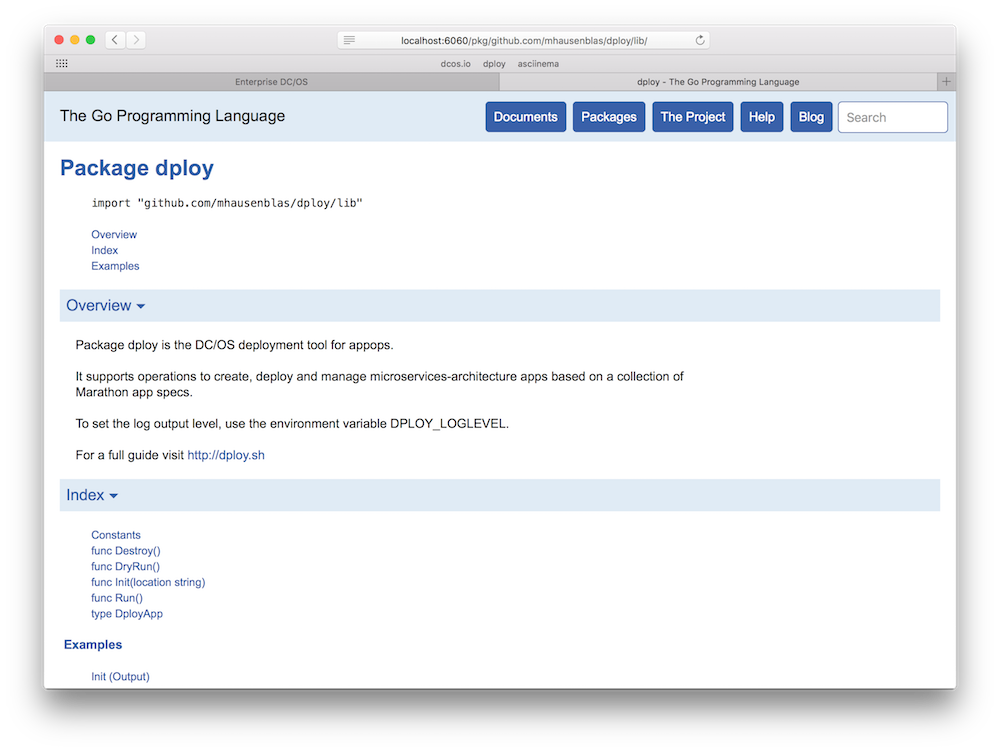 localhost:6060/pkg/github.com/mhausenblas/dploy/lib/
dcos.io dploy asciinema
Enterprise DC/OS dploy - The Go Programming Language
The Go Programming Language Documents Packages The Project Help Blog Search
Package dploy
import "github.com/mhausenblas/dploy/lib"
Overview
Index
Examples
Overview
Package dploy is the DC/OS deployment tool for appops.
It supports operations to create, deploy and manage microservices-architecture apps based on a collection of
Marathon app specs.
To set the log output level, use the environment variable DPLOY_LOGLEVEL.
For a full guide visit http://dploy.sh
Index
Constants
func Destroy()
func DryRun()
func Init(location string)
func Run()
type DployApp
Examples
Init (Output)